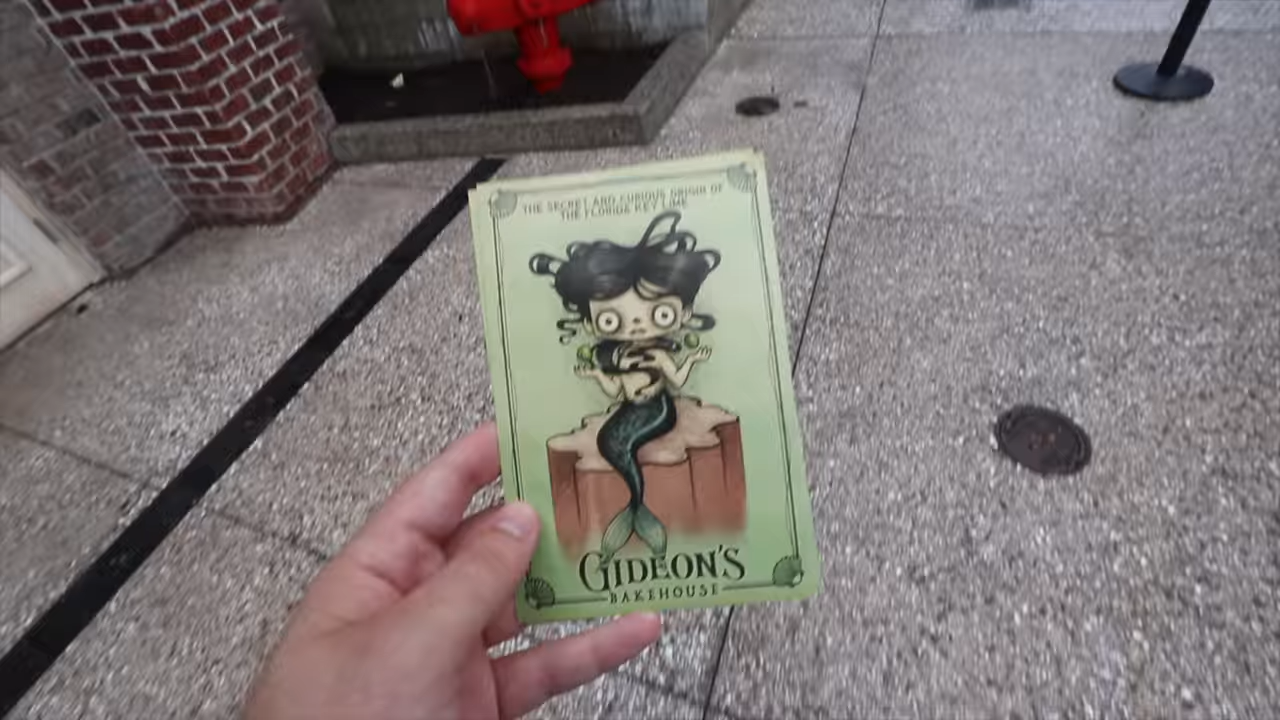 THE SECRET AND CURIOUS ORIGIN OF
THE FLORIDA KEY LIME
GIDEON'S
BAKEHOUSE